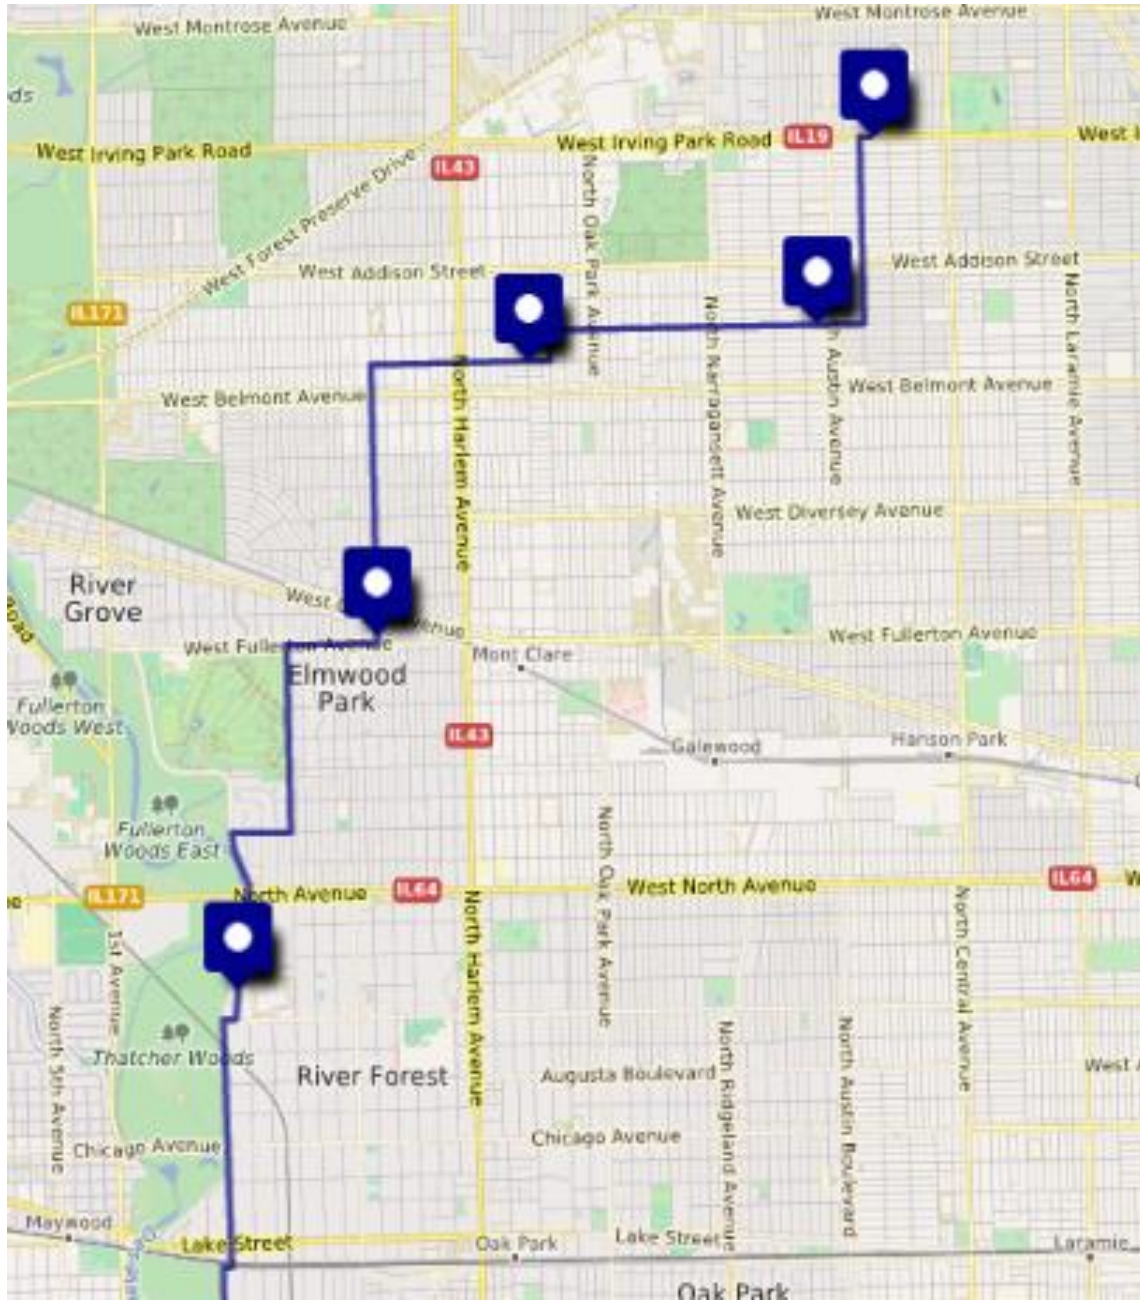 West Montrose Avenue
West Montrose Avenue
ds
West Irving Park Road
West Irving Park Road
IL19
West
IL43
North Oak Park Avenue
West Forest Preserve Drive
West Addison Street
West Addison Street
IL171
North Narragansett Avenue
North Laramie Avenue
Austin Avenue
North Harlem Avenue
West Belmont Avenue
West Belmont Avenue
West Diversey Avenue
River
Grove
Road
West
venue
West Fullerton Avenue
West Fullerton Avenue
Mont Clare
Elmwood
Park
Fullerton
Woods West
IL43
Galewood
Hanson Park
Fullerton
Woods East
North Oak Park Avenue
IL171
North Avenue
IL64
West North Avenue
IL64
W
North Harlem Avenue
North Central Avenue
1st Avenue
North 5th Avenue
Thatcher Woods
River Forest
Augusta Boulevard
North Ridgeland Avenue
North Austin Boulevard
West
Chicago Avenue
Chicago Avenue
Maywood
Lake Street
Oak Park
Lake Street
Laramie
Oak Park